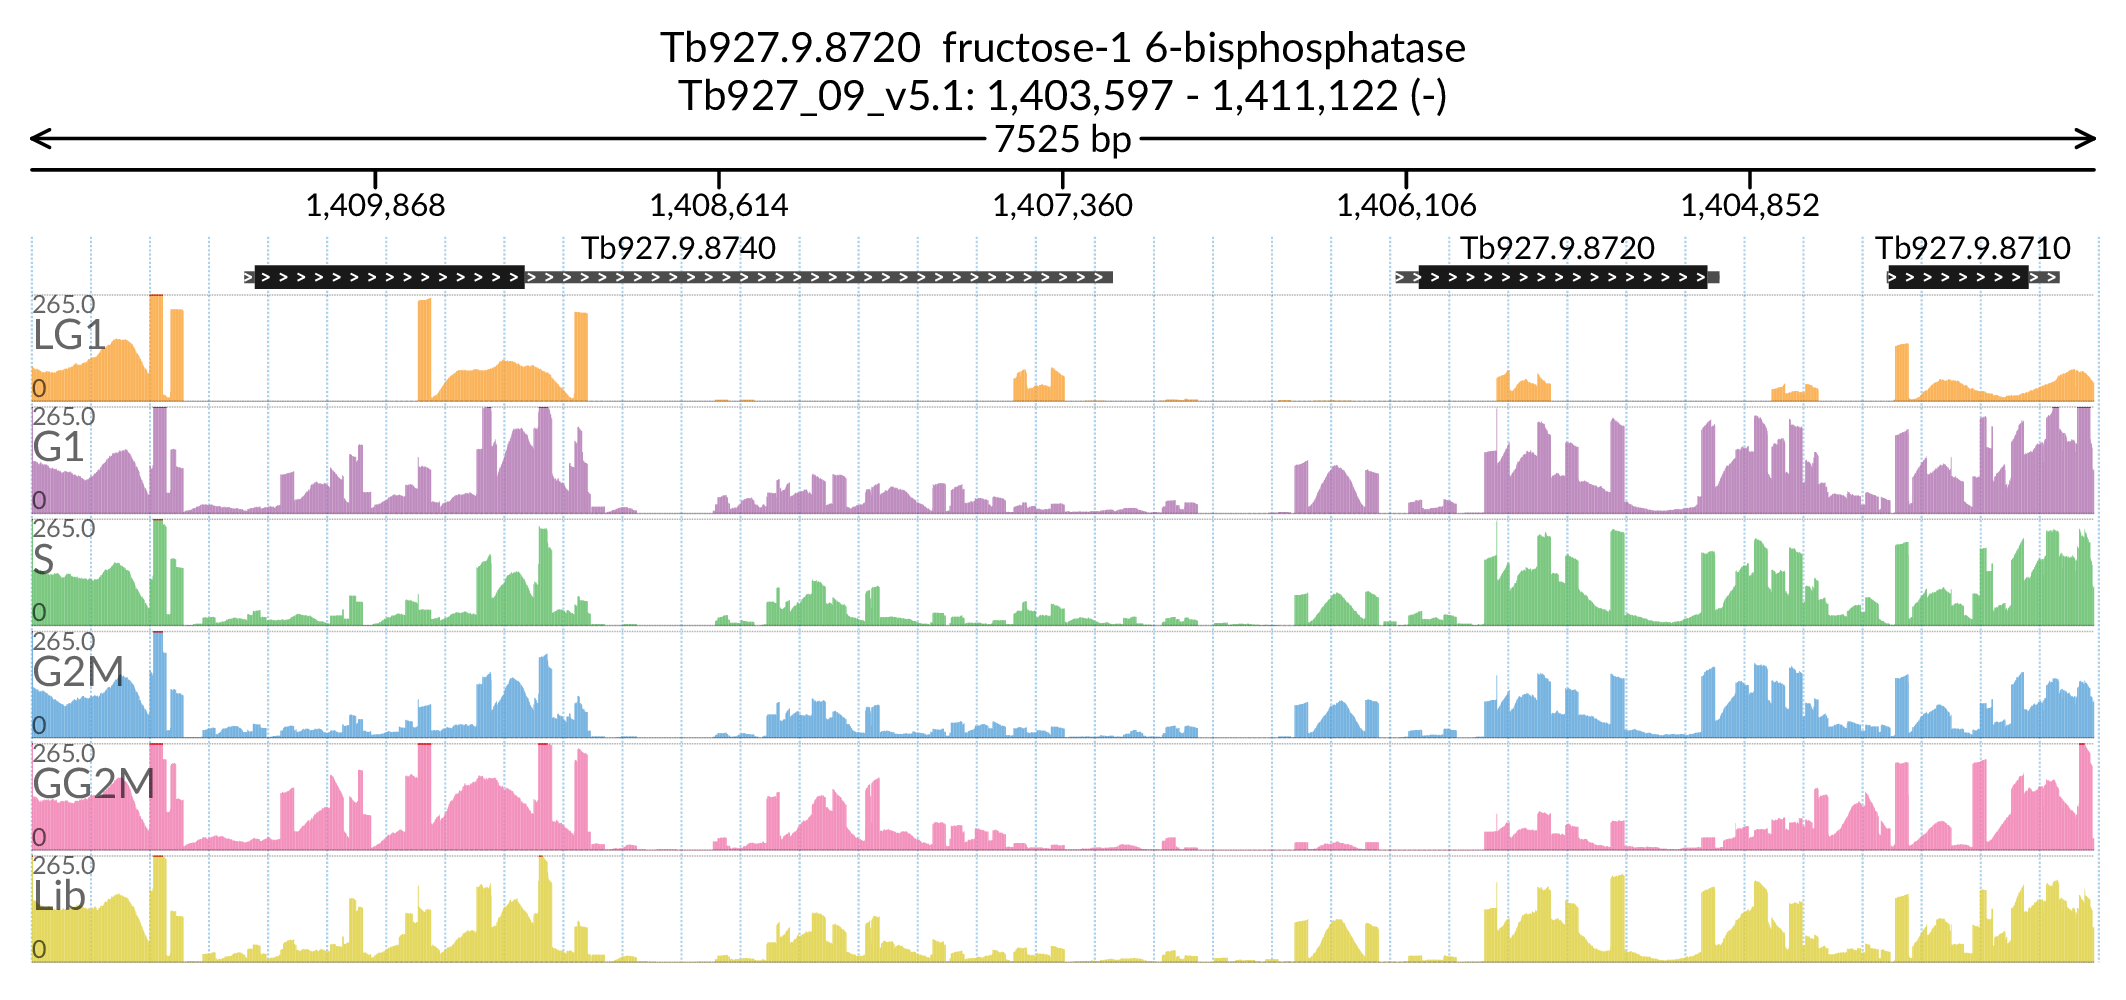 Tb927.9.8720  fructose-1 6-bisphosphatase
Tb927_09_v5.1: 1,403,597 - 1,411,122 (-)
7525 bp
1,409,868 1,408,614 1,407,360 1,406,106 1,404,852
Tb927.9.8740 Tb927.9.8720 Tb927.9.8710
265.0
LG1
0
265.0
G1
0
265.0
S
0
265.0
G2M
0
265.0
GG2M
0
265.0
Lib
0